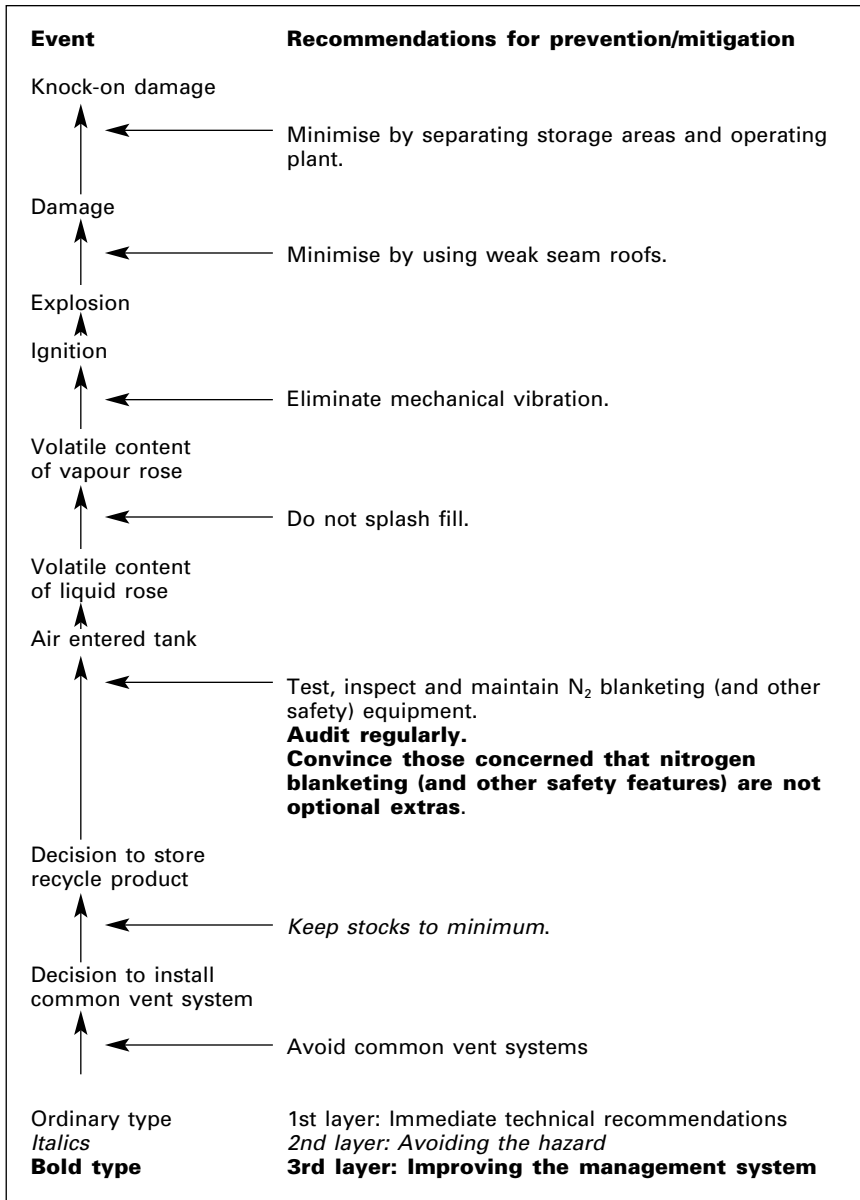 Event Recommendations for prevention/mitigation
Knock-on damage
Minimise by separating storage areas and operating
plant.
Damage
Minimise by using weak seam roofs.
Explosion
Ignition
Eliminate mechanical vibration.
Volatile content
of vapour rose
Do not splash fill.
Volatile content
of liquid rose
Air entered tank
Test, inspect and maintain N₂ blanketing (and other
safety) equipment.
Audit regularly.
Convince those concerned that nitrogen
blanketing (and other safety features) are not
optional extras.
Decision to store
recycle product
Keep stocks to minimum.
Decision to install
common vent system
Avoid common vent systems
Ordinary type 1st layer: Immediate technical recommendations
Italics 2nd layer: Avoiding the hazard
Bold type 3rd layer: Improving the management system